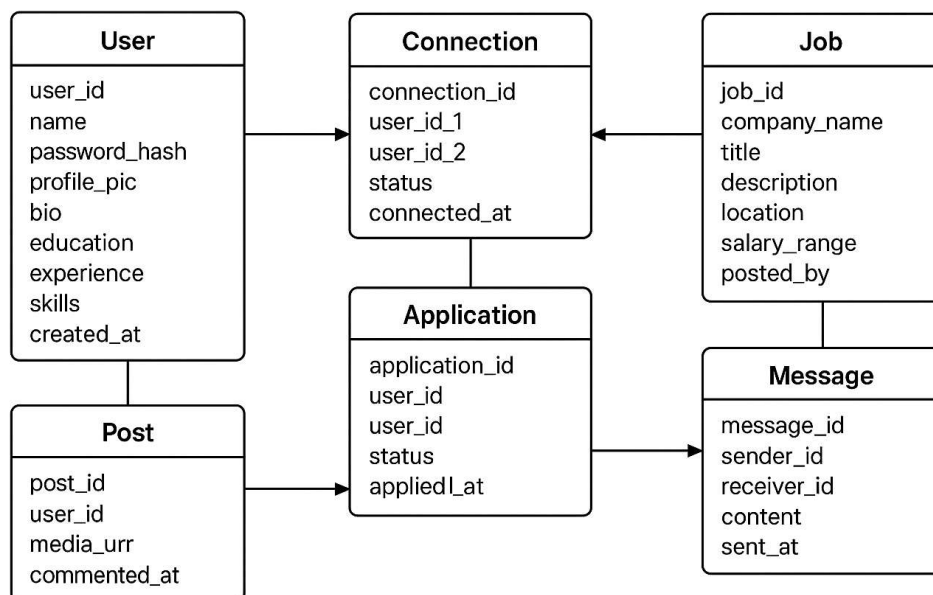 User
user_id
name
password_hash
profile_pic
bio
education
experience
skills
created_at
Connection
connection_id
user_id_1
user_id_2
status
connected_at
Job
job_id
company_name
title
description
location
salary_range
posted_by
Application
application_id
user_id
user_id
status
appliedl_at
Message
message_id
sender_id
receiver_id
content
sent_at
Post
post_id
user_id
media_urr
commented_at